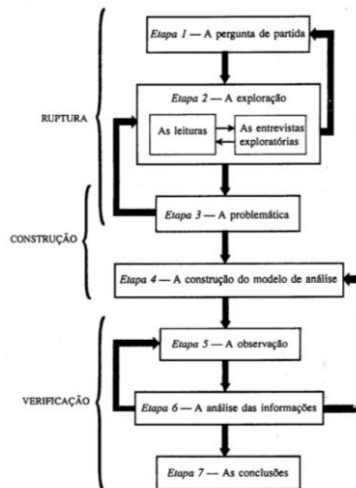 Etapa 1 — A pergunta de partida
Etapa 2 — A exploração
As leituras
As entrevistas
exploratórias
RUPTURA
Etapa 3 — A problemática
CONSTRUÇÃO
Etapa 4 — A construção do modelo de análise
Etapa 5 — A observação
VERIFICAÇÃO
Etapa 6 — A análise das informações
Etapa 7 — As conclusões